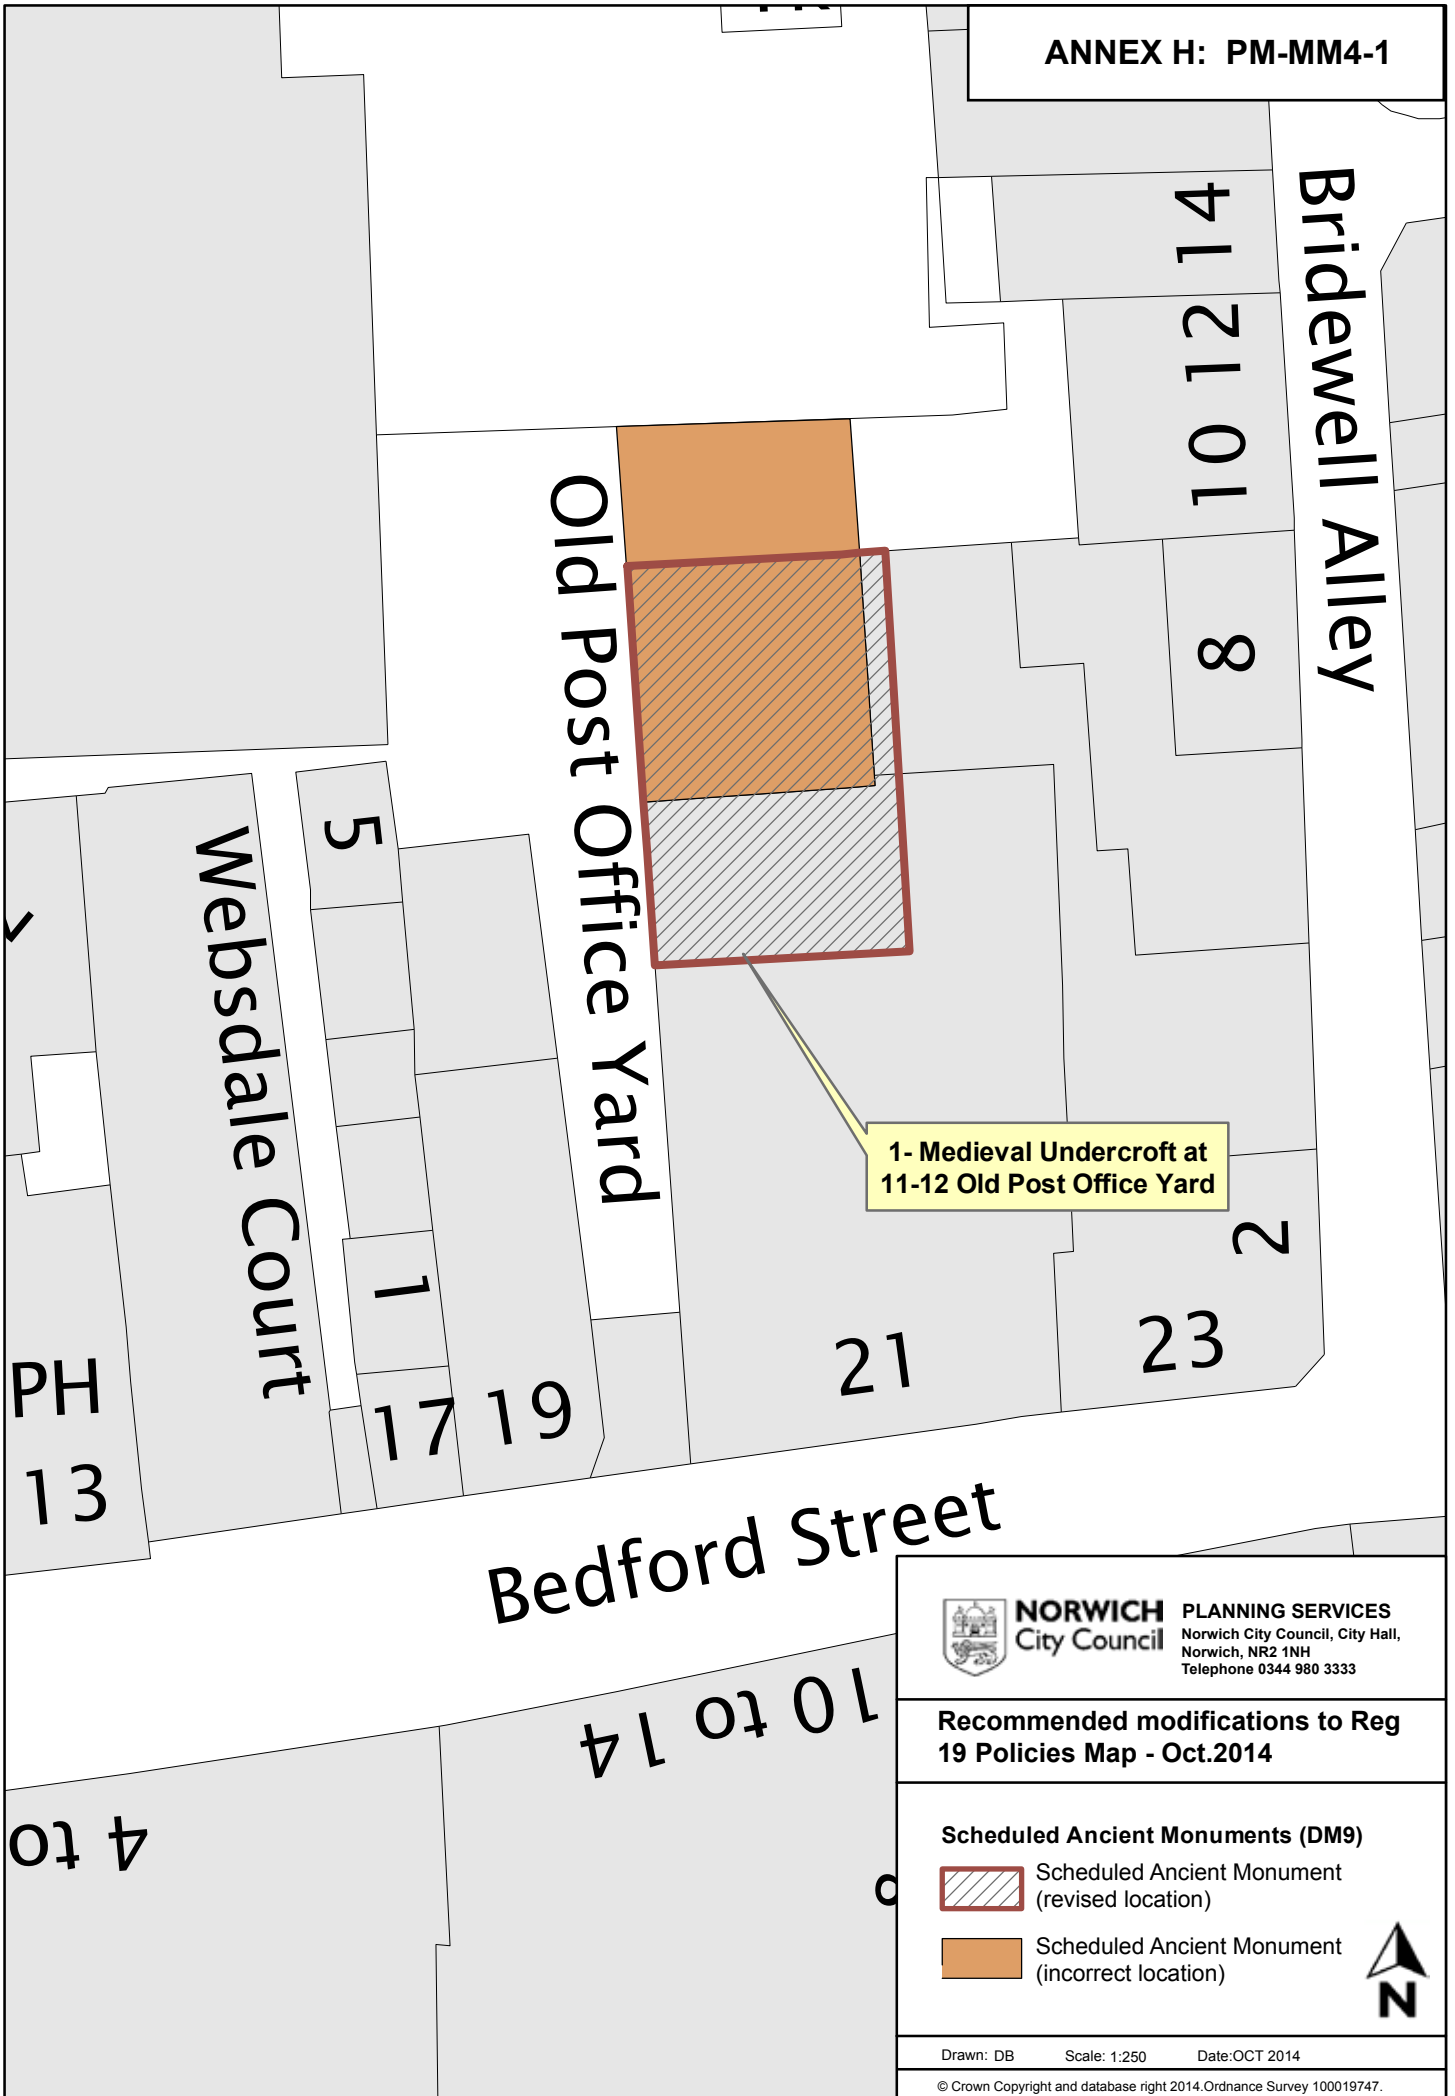 ANNEX H: PM-MM4-1
14
12
10
8
Bridewell Alley
Old Post Office Yard
5
Websdale Court
1- Medieval Undercroft at
11-12 Old Post Office Yard
2
1
PH
13
17
19
21
23
Bedford Street
10 to 14
4 to
NORWICH
City Council
PLANNING SERVICES
Norwich City Council, City Hall,
Norwich, NR2 1NH
Telephone 0344 980 3333
Recommended modifications to Reg
19 Policies Map - Oct.2014
Scheduled Ancient Monuments (DM9)
Scheduled Ancient Monument
(revised location)
Scheduled Ancient Monument
(incorrect location)
N
Drawn: DB Scale: 1:250 Date:OCT 2014
© Crown Copyright and database right 2014.Ordnance Survey 100019747.